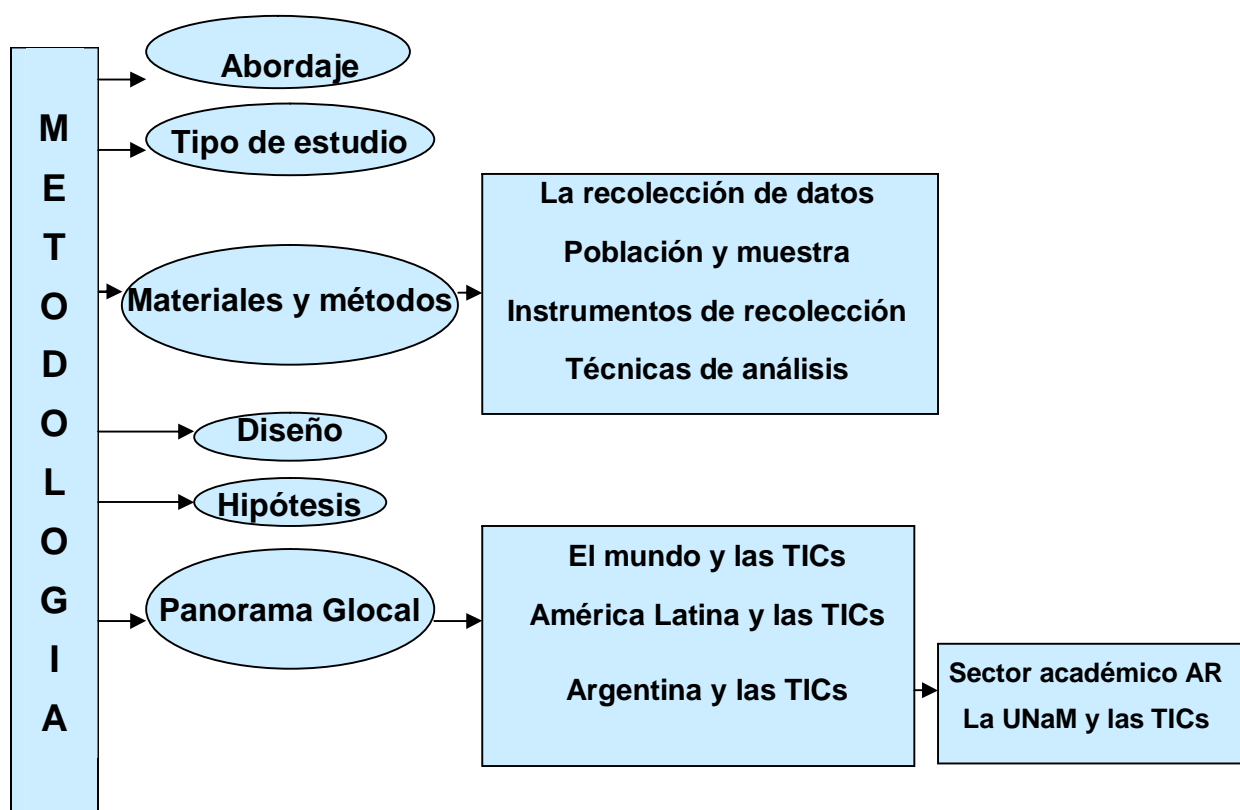 M
E
T
O
D
O
L
O
G
I
A
Abordaje
Tipo de estudio
Materiales y métodos
La recolección de datos
Población y muestra
Instrumentos de recolección
Técnicas de análisis
Diseño
Hipótesis
Panorama Glocal
El mundo y las TICs
América Latina y las TICs
Argentina y las TICs
Sector académico AR
La UNaM y las TICs